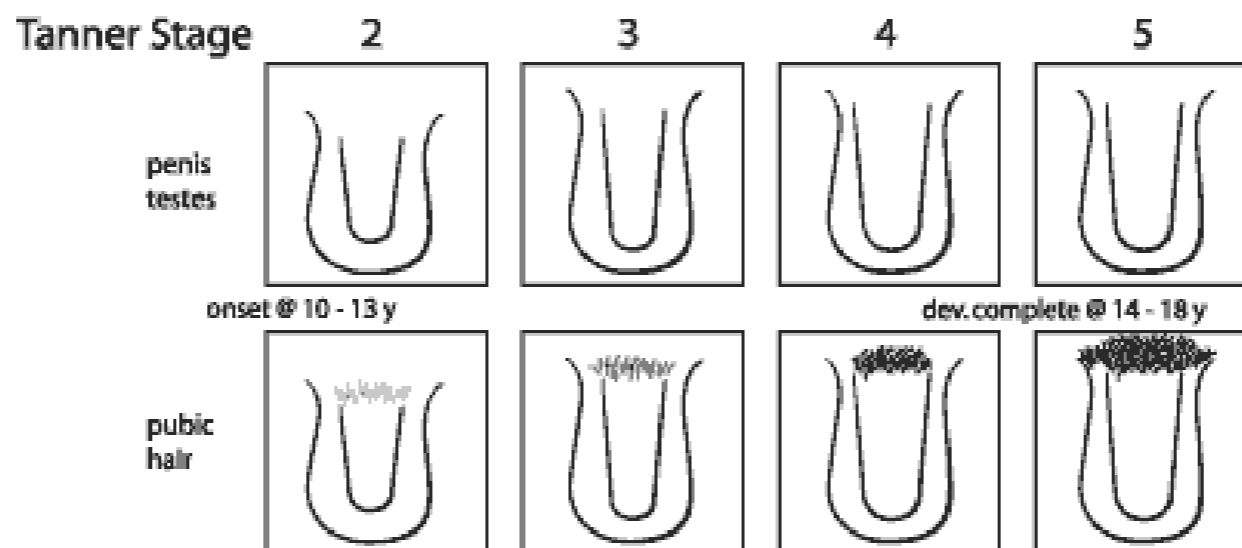 Tanner Stage 2 3 4 5
penis
testes
onset @ 10 - 13 y
dev. complete @ 14 - 18 y
pubic
hair